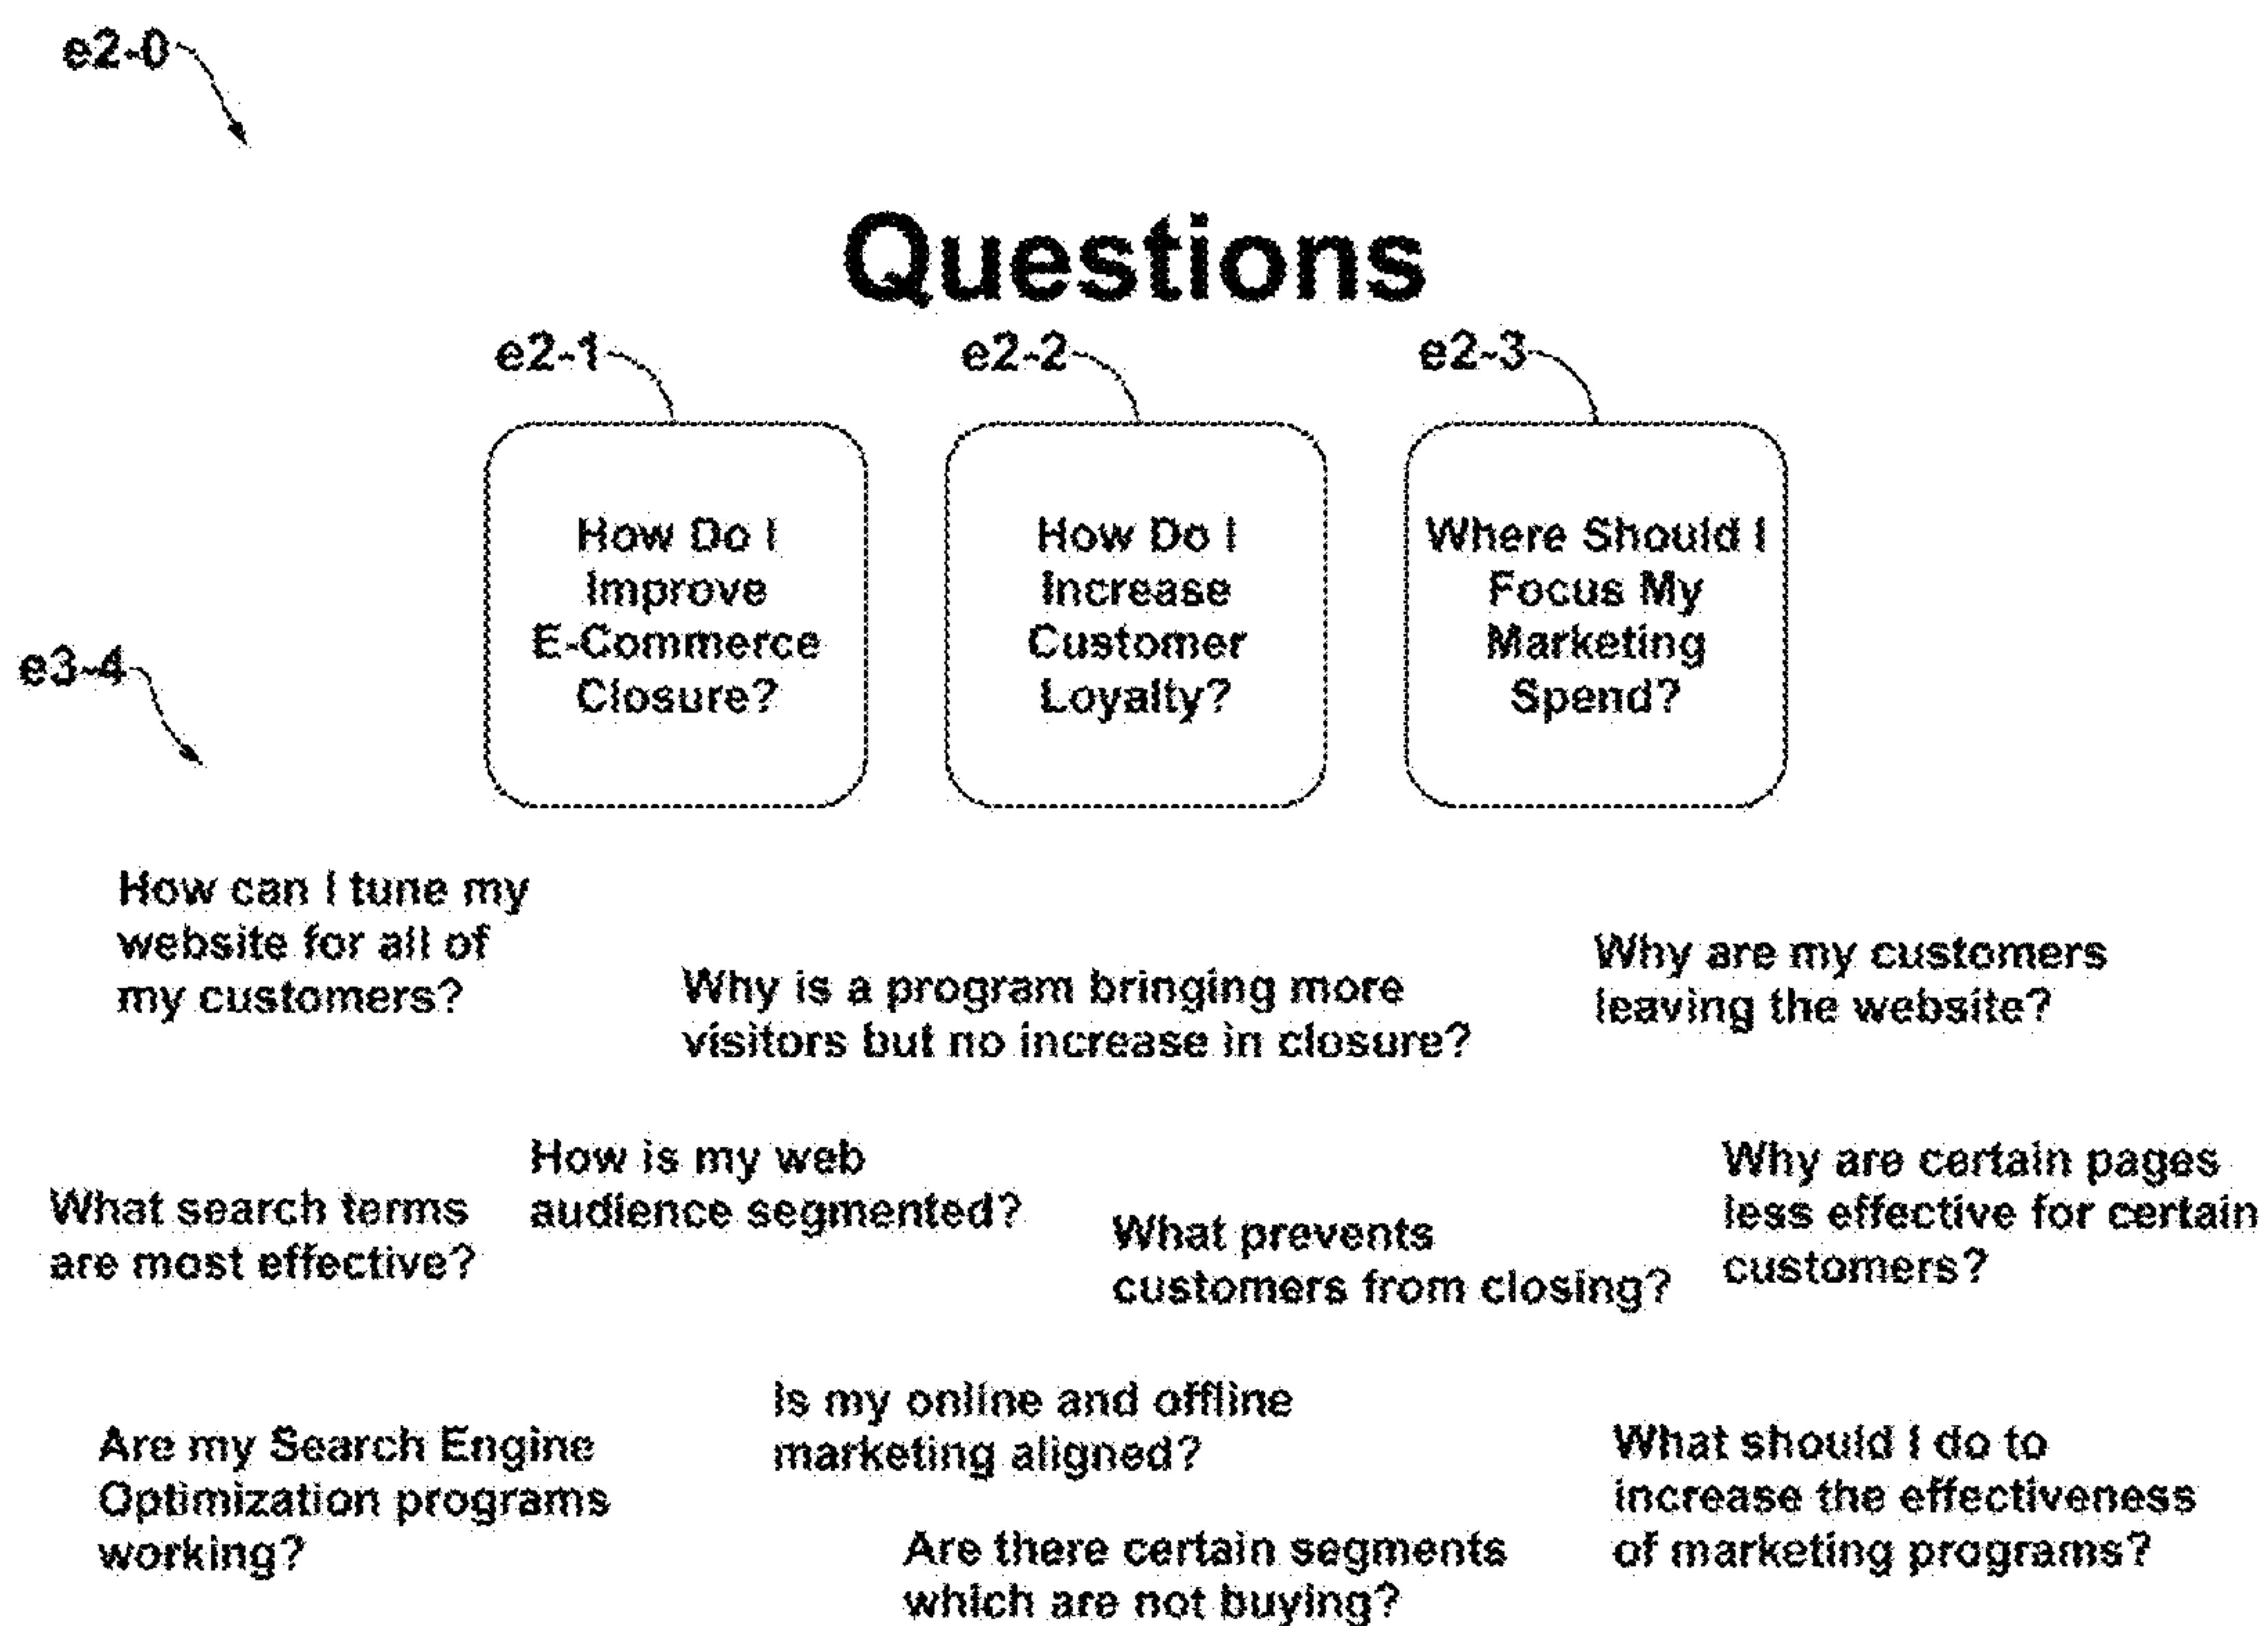 e2-0
Questions
e2-1
e2-2
e2-3
How Do I
Improve
E-Commerce
Closure?
How Do I
Increase
Customer
Loyalty?
Where Should I
Focus My
Marketing
Spend?
e3-4
How can I tune my
website for all of
my customers?
Why is a program bringing more
visitors but no increase in closure?
Why are my customers
leaving the website?
What search terms
are most effective?
How is my web
audience segmented?
What prevents
customers from closing?
Why are certain pages
less effective for certain
customers?
Are my Search Engine
Optimization programs
working?
Is my online and offline
marketing aligned?
Are there certain segments
which are not buying?
What should I do to
increase the effectiveness
of marketing programs?